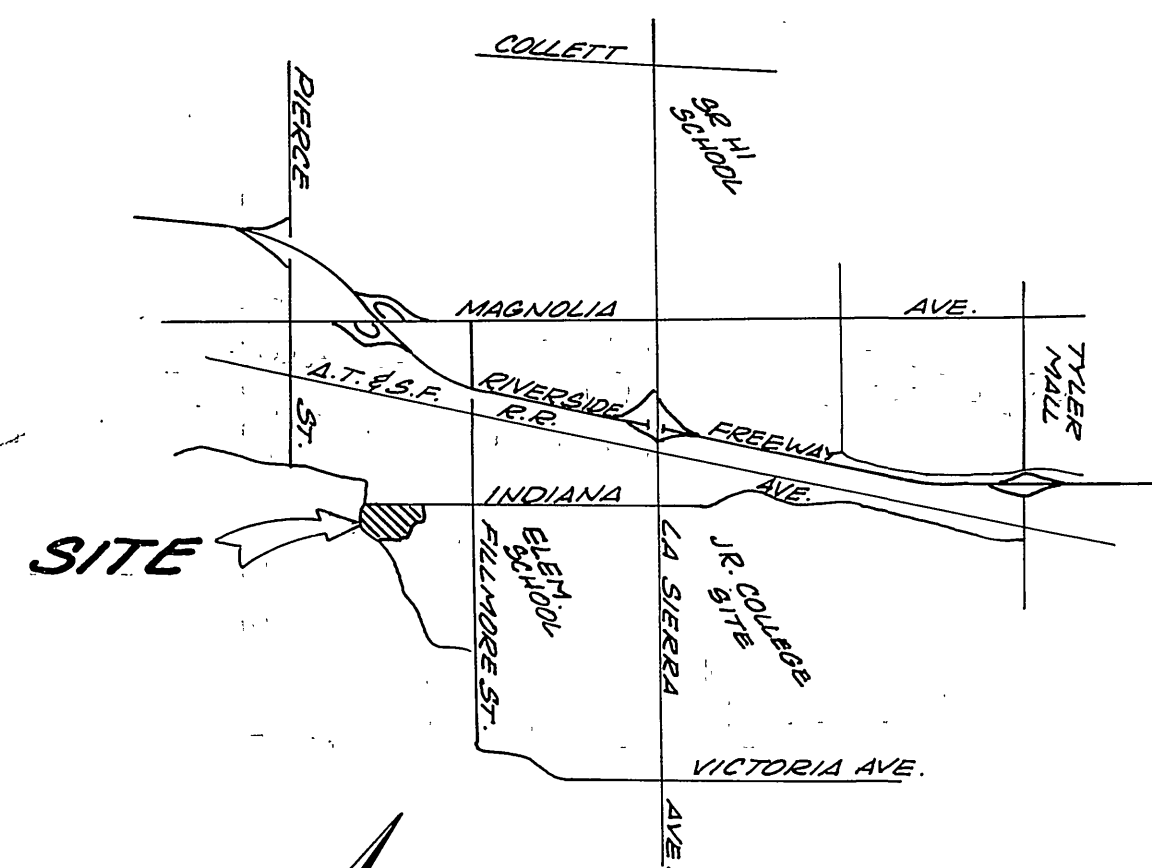 COLLETT
PIERCE
SR HI
SCHOOL
MAGNOLIA AVE.
TYLER
MALL
A.T. & S.F.
R.R.
RIVERSIDE FREEWAY
ST.
INDIANA AVE.
SITE
ELEM.
SCHOOL
FILLMORE ST.
LA SIERRA
JR. COLLEGE
SITE
VICTORIA AVE.
AVE.